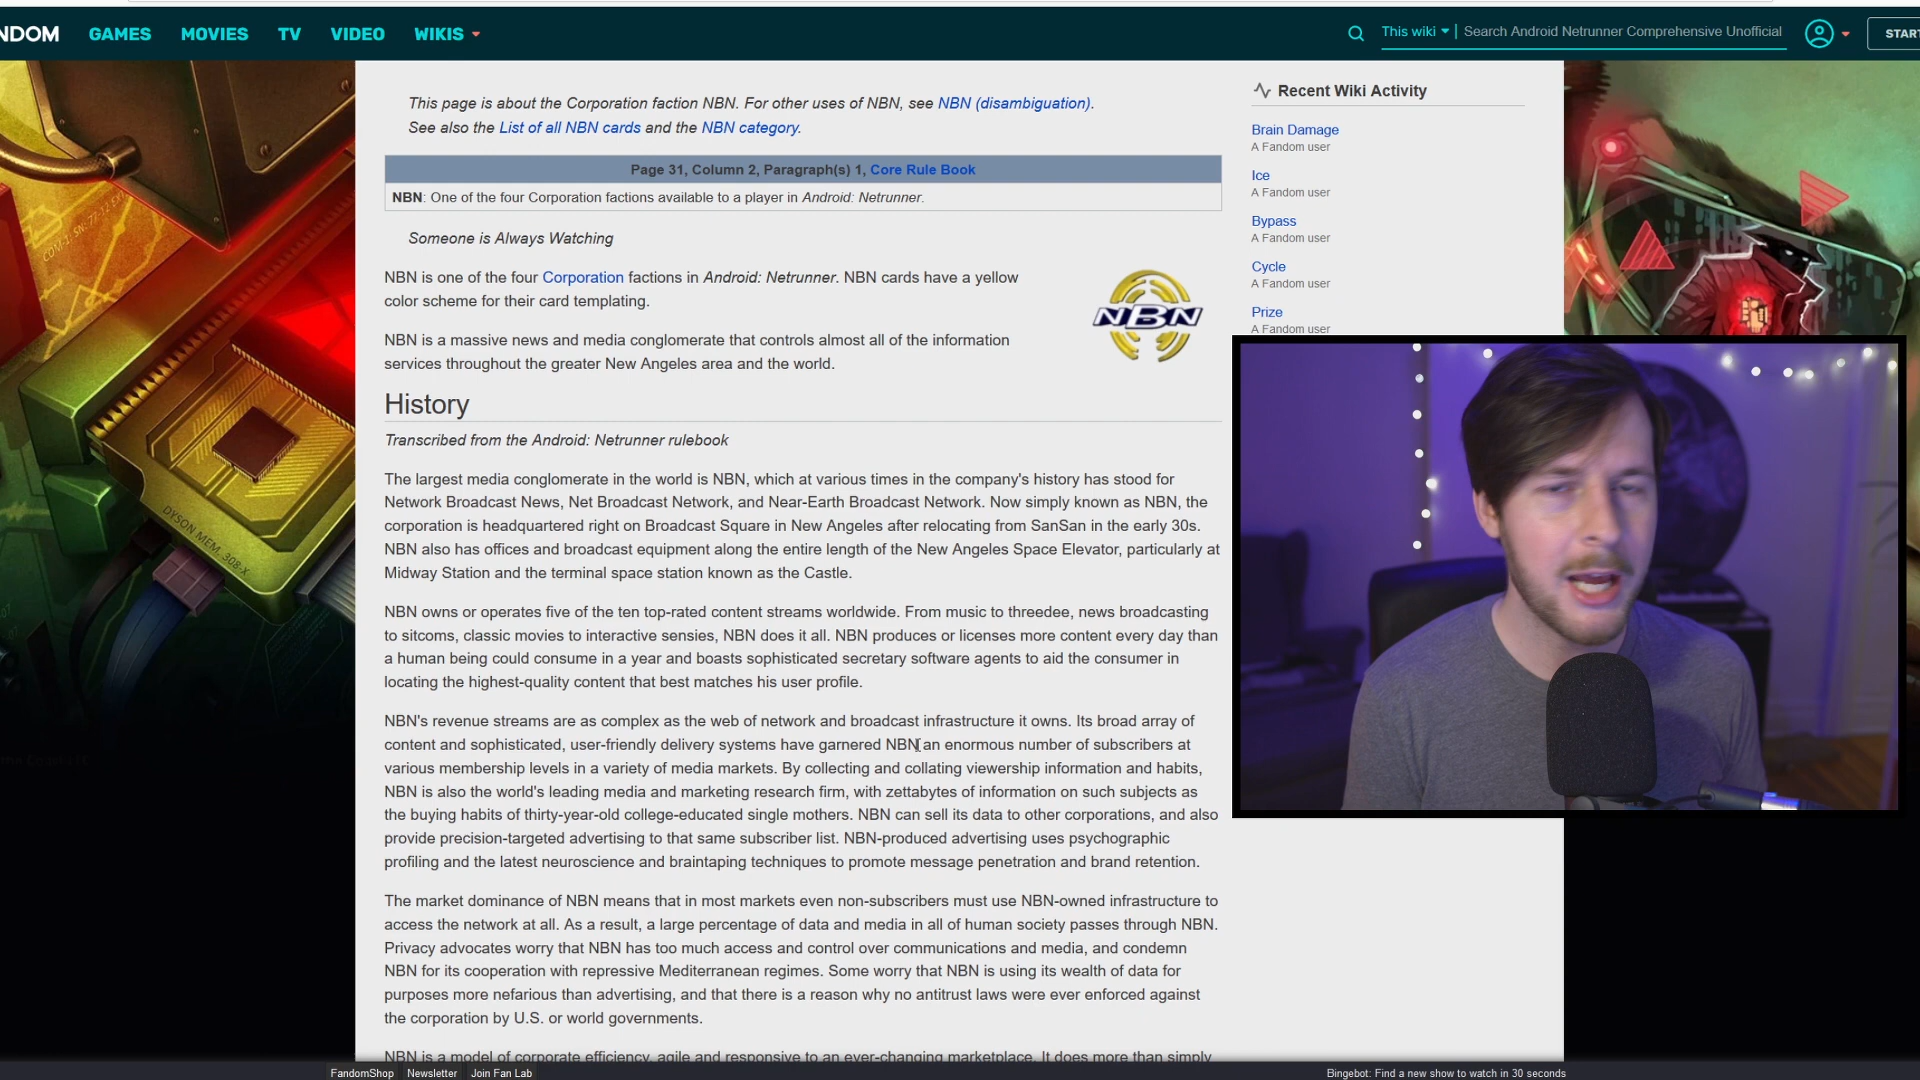 NDOM GAMES MOVIES TV VIDEO WIKIS This wiki | Search Android Netrunner Comprehensive Unofficial START
This page is about the Corporation faction NBN. For other uses of NBN, see NBN (disambiguation).
See also the List of all NBN cards and the NBN category.
Page 31, Column 2, Paragraph(s) 1, Core Rule Book
NBN: One of the four Corporation factions available to a player in Android: Netrunner.
Someone is Always Watching
NBN is one of the four Corporation factions in Android: Netrunner. NBN cards have a yellow
color scheme for their card templating.
NBN is a massive news and media conglomerate that controls almost all of the information
services throughout the greater New Angeles area and the world.
NBN
History
Transcribed from the Android: Netrunner rulebook
The largest media conglomerate in the world is NBN, which at various times in the company's history has stood for
Network Broadcast News, Net Broadcast Network, and Near-Earth Broadcast Network. Now simply known as NBN, the
corporation is headquartered right on Broadcast Square in New Angeles after relocating from SanSan in the early 30s.
NBN also has offices and broadcast equipment along the entire length of the New Angeles Space Elevator, particularly at
Midway Station and the terminal space station known as the Castle.
NBN owns or operates five of the ten top-rated content streams worldwide. From music to threedee, news broadcasting
to sitcoms, classic movies to interactive sensies, NBN does it all. NBN produces or licenses more content every day than
a human being could consume in a year and boasts sophisticated secretary software agents to aid the consumer in
locating the highest-quality content that best matches his user profile.
NBN's revenue streams are as complex as the web of network and broadcast infrastructure it owns. Its broad array of
content and sophisticated, user-friendly delivery systems have garnered NBN an enormous number of subscribers at
various membership levels in a variety of media markets. By collecting and collating viewership information and habits,
NBN is also the world's leading media and marketing research firm, with zettabytes of information on such subjects as
the buying habits of thirty-year-old college-educated single mothers. NBN can sell its data to other corporations, and also
provide precision-targeted advertising to that same subscriber list. NBN-produced advertising uses psychographic
profiling and the latest neuroscience and braintaping techniques to promote message penetration and brand retention.
The market dominance of NBN means that in most markets even non-subscribers must use NBN-owned infrastructure to
access the network at all. As a result, a large percentage of data and media in all of human society passes through NBN.
Privacy advocates worry that NBN has too much access and control over communications and media, and condemn
NBN for its cooperation with repressive Mediterranean regimes. Some worry that NBN is using its wealth of data for
purposes more nefarious than advertising, and that there is a reason why no antitrust laws were ever enforced against
the corporation by U.S. or world governments.
NBN is a model of corporate efficiency, agile and responsive to an ever-changing marketplace. It does more than simply
Recent Wiki Activity
Brain Damage
A Fandom user
Ice
A Fandom user
Bypass
A Fandom user
Cycle
A Fandom user
Prize
A Fandom user
DYSON MEM. 308-X
FandomShop Newsletter Join Fan Lab
Bingebot: Find a new show to watch in 30 seconds